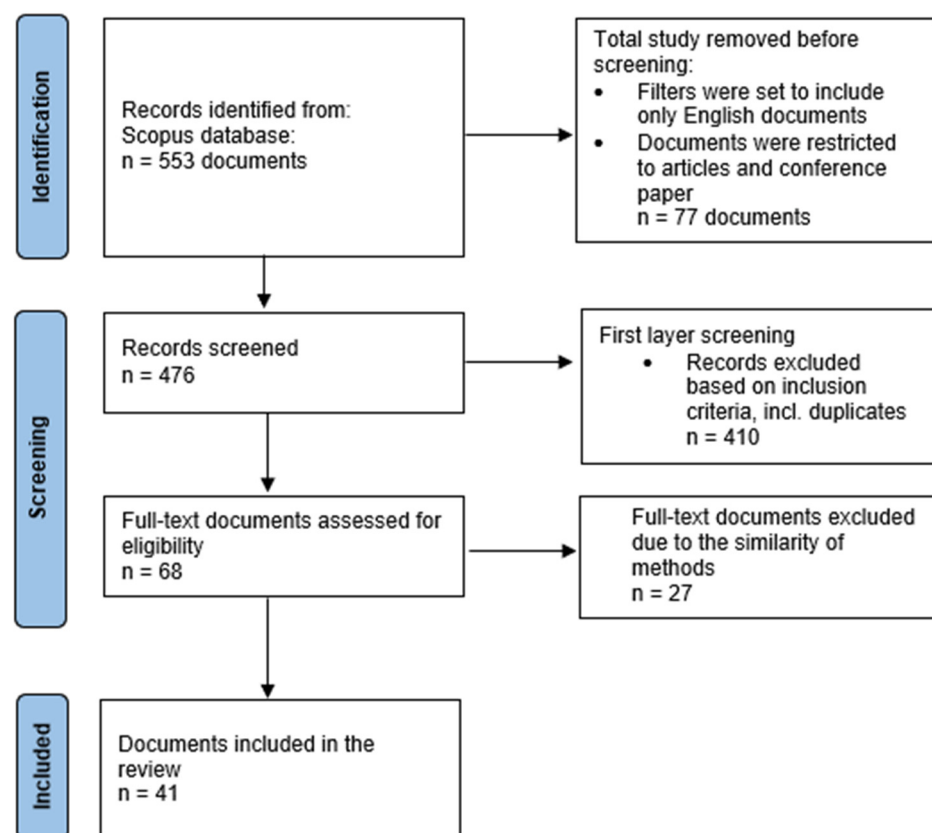 Identification
Records identified from:
Scopus database:
n = 553 documents
Total study removed before
screening:
• Filters were set to include
only English documents
• Documents were restricted
to articles and conference
paper
n = 77 documents
Screening
Records screened
n = 476
First layer screening
• Records excluded
based on inclusion
criteria, incl. duplicates
n = 410
Full-text documents assessed for
eligibility
n = 68
Full-text documents excluded
due to the similarity of
methods
n = 27
Included
Documents included in the
review
n = 41